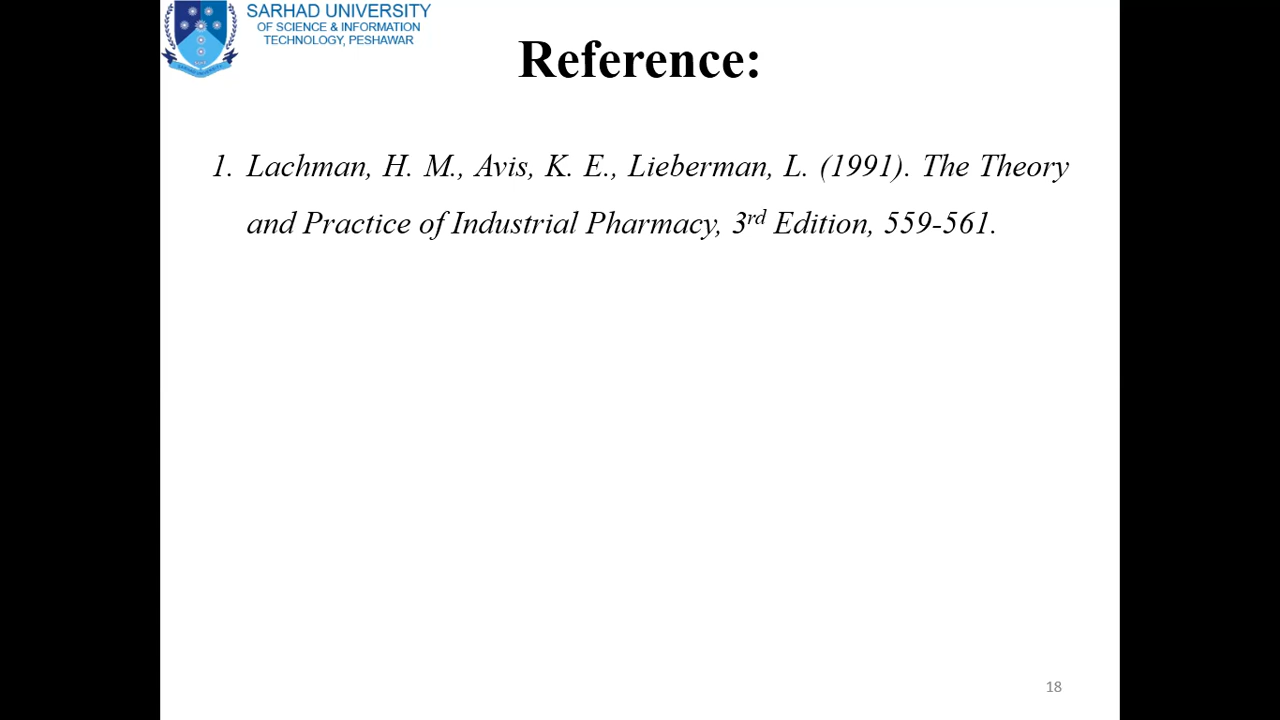 SARHAD UNIVERSITY
OF SCIENCE & INFORMATION
TECHNOLOGY, PESHAWAR
Reference:
1. Lachman, H. M., Avis, K. E., Lieberman, L. (1991). The Theory
and Practice of Industrial Pharmacy, 3rd Edition, 559-561.
18